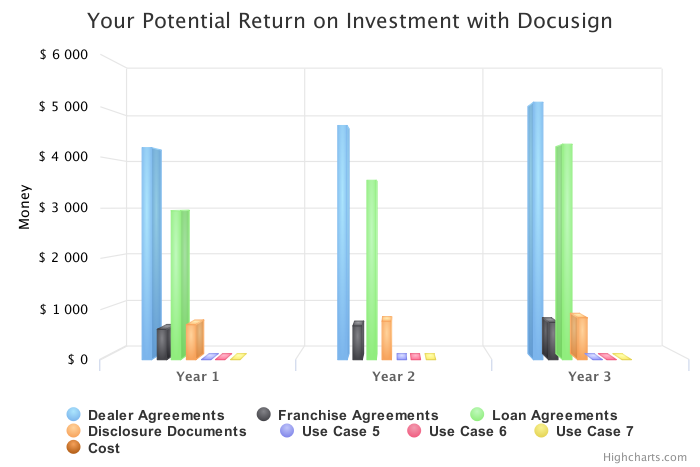 Your Potential Return on Investment with Docusign
$ 6 000
$ 5 000
$ 4 000
$ 3 000
$ 2 000
$ 1 000
$ 0
Money
Year 1
Year 2
Year 3
Dealer Agreements
Franchise Agreements
Loan Agreements
Disclosure Documents
Use Case 5
Use Case 6
Use Case 7
Cost
Highcharts.com